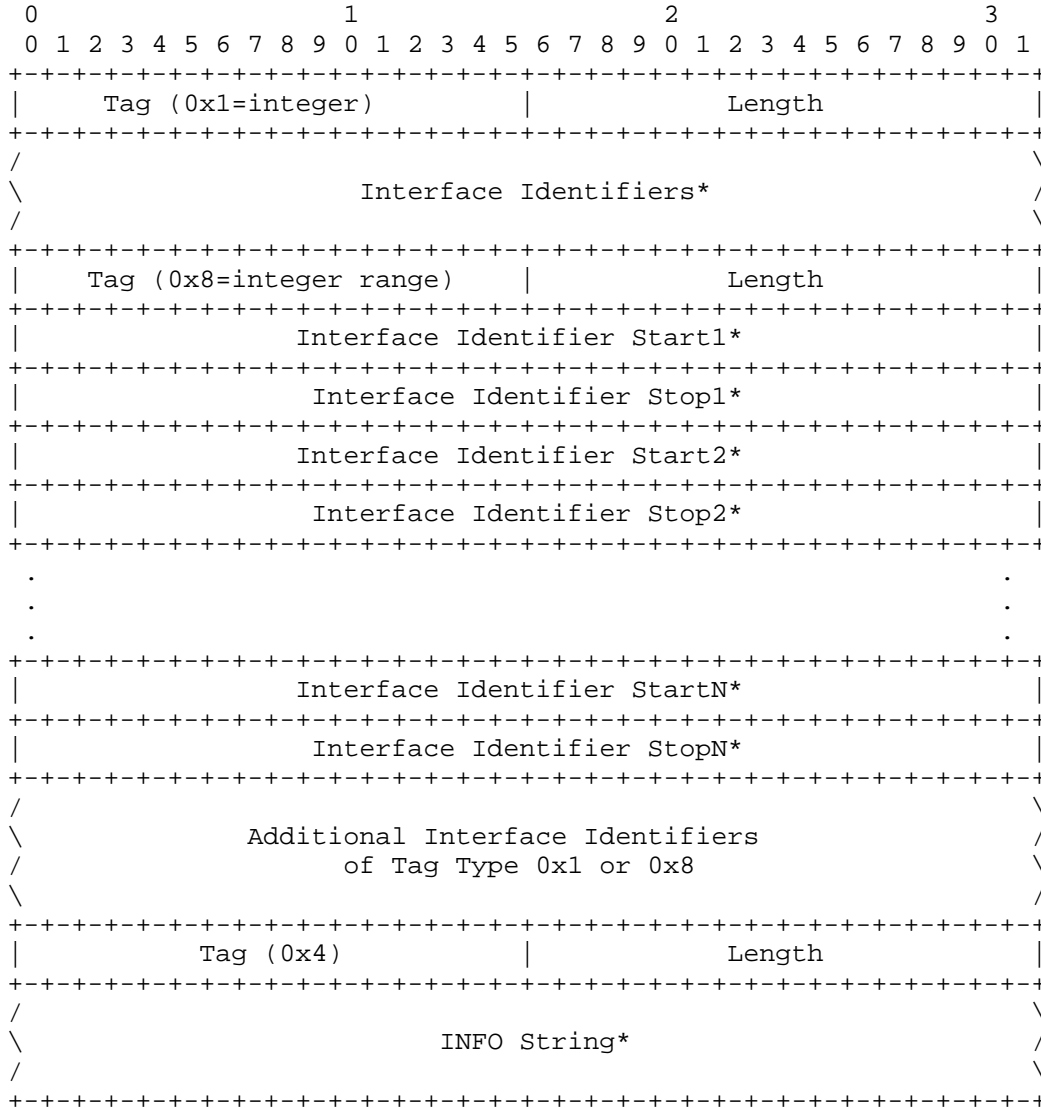 0                   1                   2                   3
0 1 2 3 4 5 6 7 8 9 0 1 2 3 4 5 6 7 8 9 0 1 2 3 4 5 6 7 8 9 0 1
+-+-+-+-+-+-+-+-+-+-+-+-+-+-+-+-+-+-+-+-+-+-+-+-+-+-+-+-+-+-+-+-+
|     Tag (0x1=integer)         |            Length             |
+-+-+-+-+-+-+-+-+-+-+-+-+-+-+-+-+-+-+-+-+-+-+-+-+-+-+-+-+-+-+-+-+
/                                                               \
\                     Interface Identifiers*                    /
/                                                               \
+-+-+-+-+-+-+-+-+-+-+-+-+-+-+-+-+-+-+-+-+-+-+-+-+-+-+-+-+-+-+-+-+
|    Tag (0x8=integer range)    |            Length             |
+-+-+-+-+-+-+-+-+-+-+-+-+-+-+-+-+-+-+-+-+-+-+-+-+-+-+-+-+-+-+-+-+
|                 Interface Identifier Start1*                  |
+-+-+-+-+-+-+-+-+-+-+-+-+-+-+-+-+-+-+-+-+-+-+-+-+-+-+-+-+-+-+-+-+
|                  Interface Identifier Stop1*                  |
+-+-+-+-+-+-+-+-+-+-+-+-+-+-+-+-+-+-+-+-+-+-+-+-+-+-+-+-+-+-+-+-+
|                 Interface Identifier Start2*                  |
+-+-+-+-+-+-+-+-+-+-+-+-+-+-+-+-+-+-+-+-+-+-+-+-+-+-+-+-+-+-+-+-+
|                  Interface Identifier Stop2*                  |
+-+-+-+-+-+-+-+-+-+-+-+-+-+-+-+-+-+-+-+-+-+-+-+-+-+-+-+-+-+-+-+-+
.                                                             .
.                                                             .
.                                                             .
+-+-+-+-+-+-+-+-+-+-+-+-+-+-+-+-+-+-+-+-+-+-+-+-+-+-+-+-+-+-+-+-+
|                 Interface Identifier StartN*                  |
+-+-+-+-+-+-+-+-+-+-+-+-+-+-+-+-+-+-+-+-+-+-+-+-+-+-+-+-+-+-+-+-+
|                  Interface Identifier StopN*                  |
+-+-+-+-+-+-+-+-+-+-+-+-+-+-+-+-+-+-+-+-+-+-+-+-+-+-+-+-+-+-+-+-+
/                                                               \
\              Additional Interface Identifiers                 /
/                    of Tag Type 0x1 or 0x8                     \
\                                                               /
+-+-+-+-+-+-+-+-+-+-+-+-+-+-+-+-+-+-+-+-+-+-+-+-+-+-+-+-+-+-+-+-+
|           Tag (0x4)           |            Length             |
+-+-+-+-+-+-+-+-+-+-+-+-+-+-+-+-+-+-+-+-+-+-+-+-+-+-+-+-+-+-+-+-+
/                                                               \
\                          INFO String*                         /
/                                                               \
+-+-+-+-+-+-+-+-+-+-+-+-+-+-+-+-+-+-+-+-+-+-+-+-+-+-+-+-+-+-+-+-+